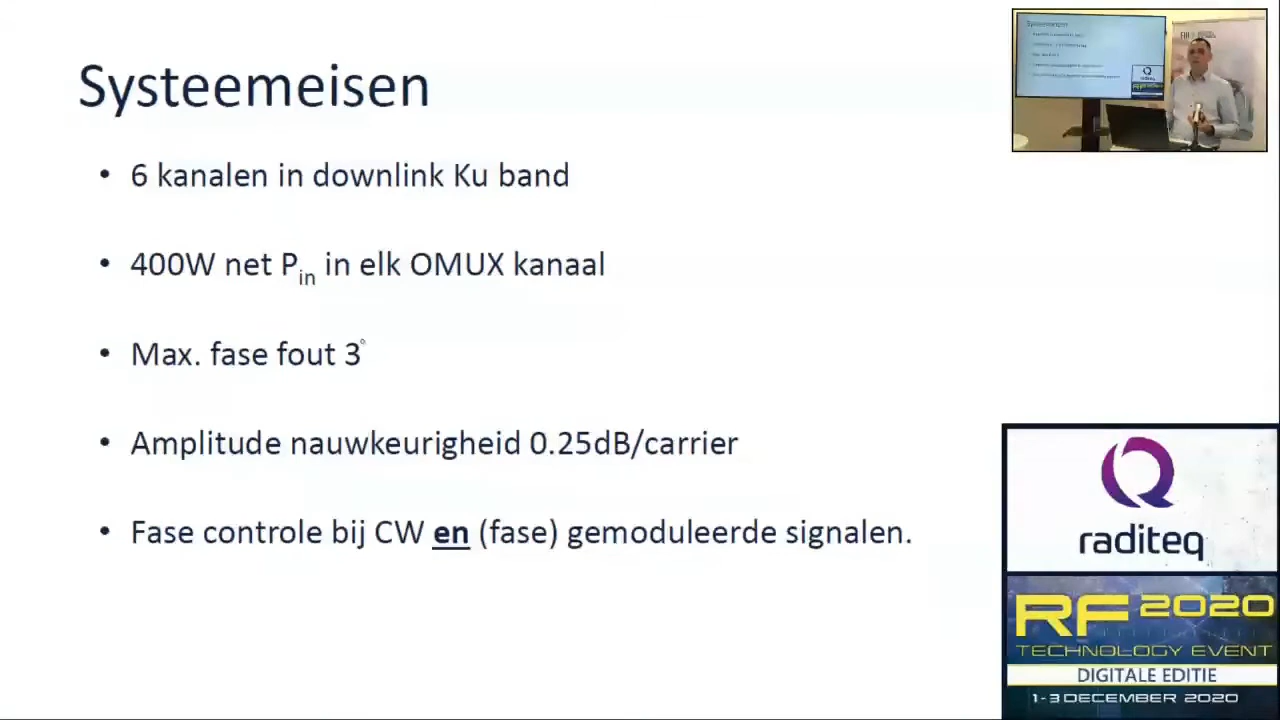 Systeemeisen
• 6 kanalen in downlink Ku band
• 400W net Pin in elk OMUX kanaal
• Max. fase fout 3°
• Amplitude nauwkeurigheid 0.25dB/carrier
• Fase controle bij CW en (fase) gemoduleerde signalen.
Systeemeisen
raditeq
RF 2020
TECHNOLOGY EVENT
DIGITALE EDITIE
1-3 DECEMBER 2020